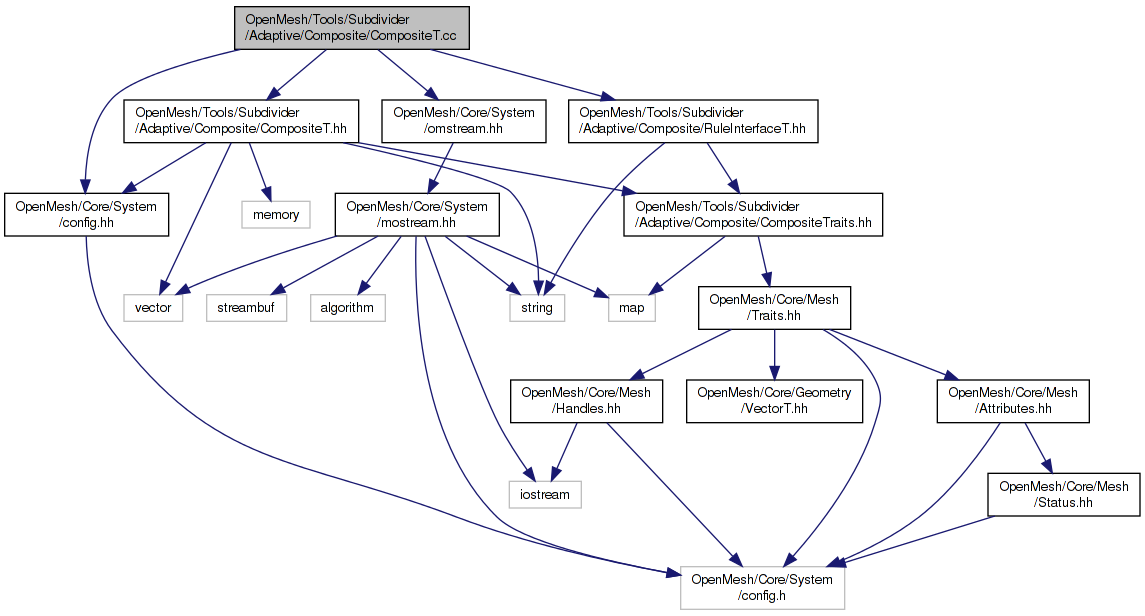 OpenMesh/Tools/Subdivider
/Adaptive/Composite/CompositeT.cc
OpenMesh/Tools/Subdivider
/Adaptive/Composite/CompositeT.hh
OpenMesh/Core/System
/omstream.hh
OpenMesh/Tools/Subdivider
/Adaptive/Composite/RuleInterfaceT.hh
OpenMesh/Core/System
/config.hh
memory
OpenMesh/Core/System
/mostream.hh
OpenMesh/Tools/Subdivider
/Adaptive/Composite/CompositeTraits.hh
vector
streambuf
algorithm
string
map
OpenMesh/Core/Mesh
/Traits.hh
OpenMesh/Core/Mesh
/Handles.hh
OpenMesh/Core/Geometry
/VectorT.hh
OpenMesh/Core/Mesh
/Attributes.hh
iostream
OpenMesh/Core/Mesh
/Status.hh
OpenMesh/Core/System
/config.h